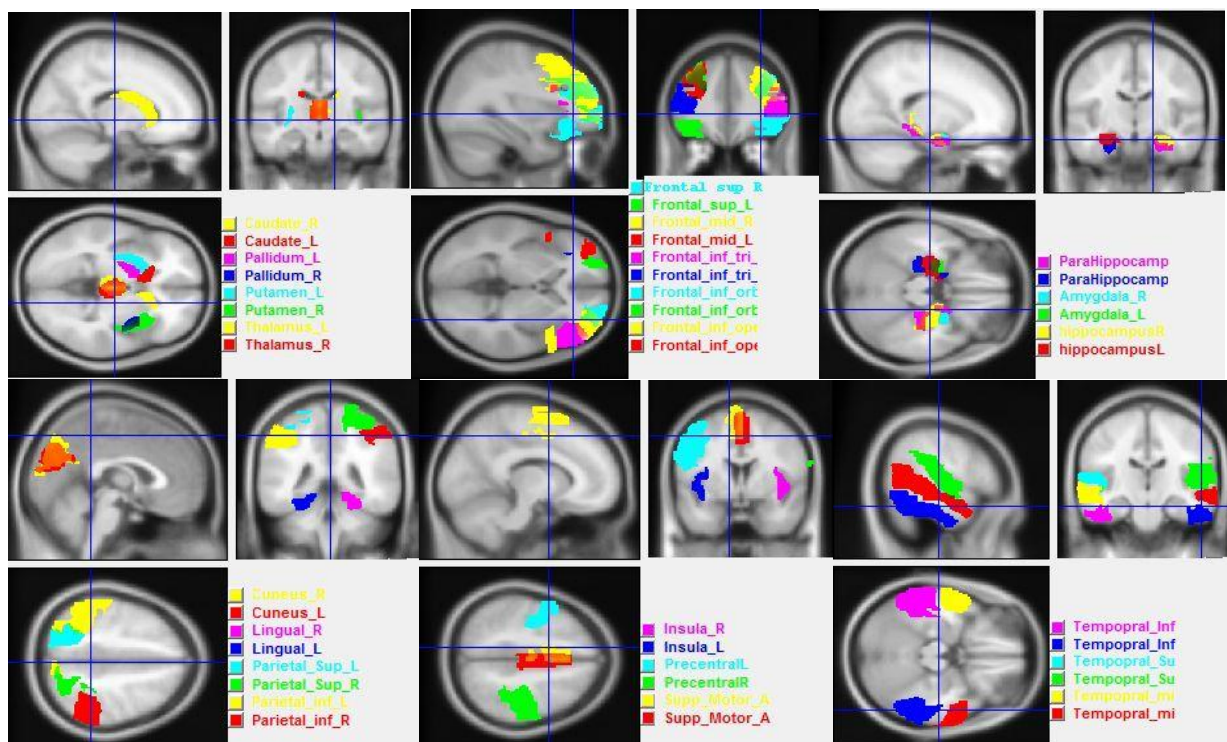 Caudate_R
Caudate_L
Pallidum_L
Pallidum_R
Putamen_L
Putamen_R
Thalamus_L
Thalamus_R
Frontal sup R
Frontal_sup_L
Frontal_mid_R
Frontal_mid_L
Frontal_inf_tri_
Frontal_inf_tri_
Frontal_inf_orb
Frontal_inf_orb
Frontal_inf_ope
Frontal_inf_ope
ParaHippocamp
ParaHippocamp
Amygdala_R
Amygdala_L
hippocampusR
hippocampusL
Cuneus_R
Cuneus_L
Lingual_R
Lingual_L
Parietal_Sup_L
Parietal_Sup_R
Parietal_inf_L
Parietal_inf_R
Insula_R
Insula_L
PrecentralL
PrecentralR
Supp_Motor_A
Supp_Motor_A
Tempopral_Inf
Tempopral_Inf
Tempopral_Su
Tempopral_Su
Tempopral_mi
Tempopral_mi